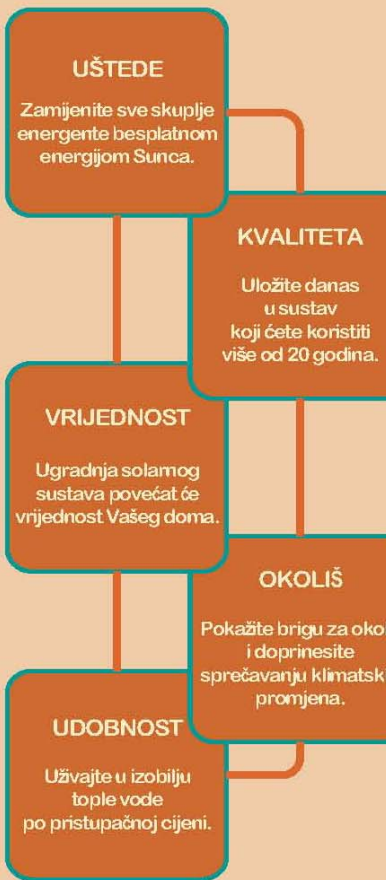 UŠTEDE
Zamijenite sve skuplje
energente besplatnom
energijom Sunca.
KVALITETA
Uložite danas
u sustav
koji ćete koristiti
više od 20 godina.
VRIJEDNOST
Ugradnja solarnog
sustava povećat će
vrijednost Vašeg doma.
OKOLIŠ
Pokažite brigu za
i doprinesite
sprečavanju
promjena.
UDOBNOST
Uživajte u izobilju
tople vode
po pristupačnoj cijeni.